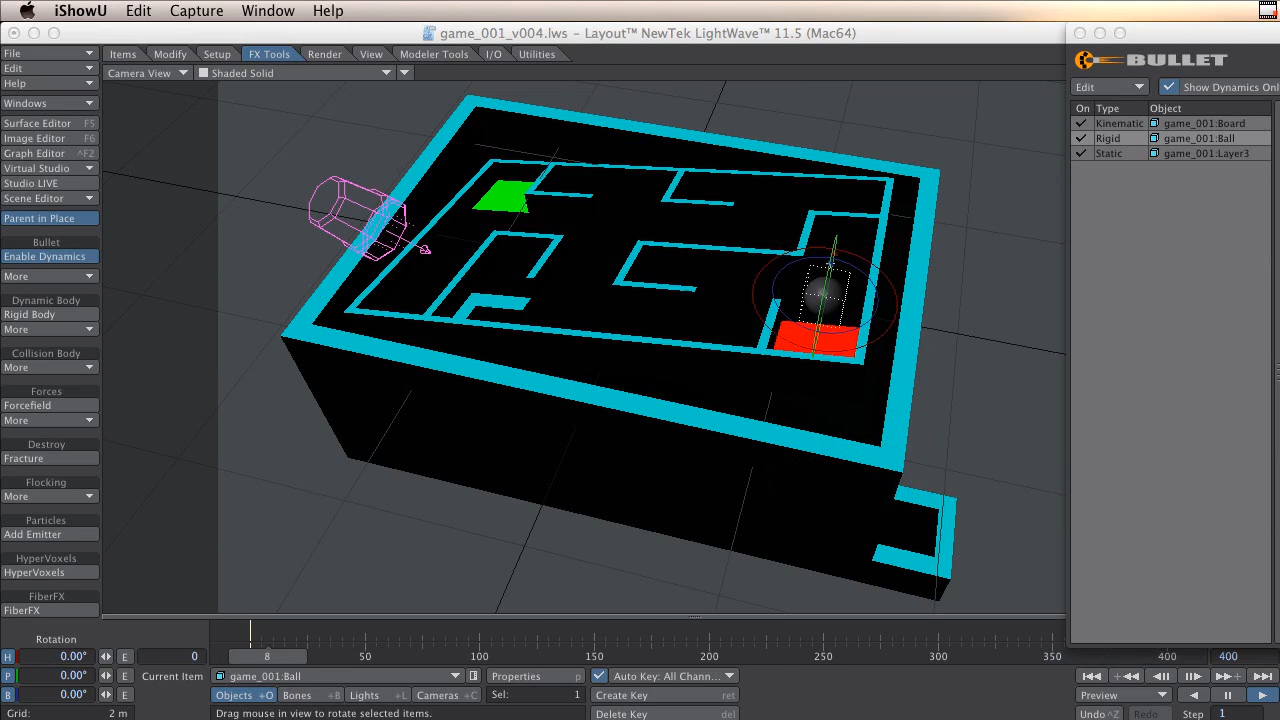 iShowU Edit Capture Window Help
game_001_v004.lws – Layout™ NewTek LightWave™ 11.5 (Mac64)
File
Edit
Help
Windows
Surface Editor F5
Image Editor F6
Graph Editor ^F2
Virtual Studio
Studio LIVE
Scene Editor
Parent in Place
Bullet
Enable Dynamics
More
Dynamic Body
Rigid Body
More
Collision Body
More
Forces
Forcefield
More
Destroy
Fracture
Flocking
More
Particles
Add Emitter
HyperVoxels
HyperVoxels
FiberFX
FiberFX
Items Modify Setup FX Tools Render View Modeler Tools I/O Utilities
Camera View Shaded Solid
BULLET
Edit Show Dynamics Onl
On Type Object
Kinematic game_001:Board
Rigid game_001:Ball
Static game_001:Layer3
Rotation
H 0.00° E 0 8 50 100 150 200 250 300 350 400 400
P 0.00° E Current Item game_001:Ball Properties p Auto Key: All Chann...
B 0.00° E Objects +O Bones +B Lights +L Cameras +C Sel: 1 Create Key ret Preview
Grid: 2 m Drag mouse in view to rotate selected items. Delete Key del Undo ^Z Redo Step 1